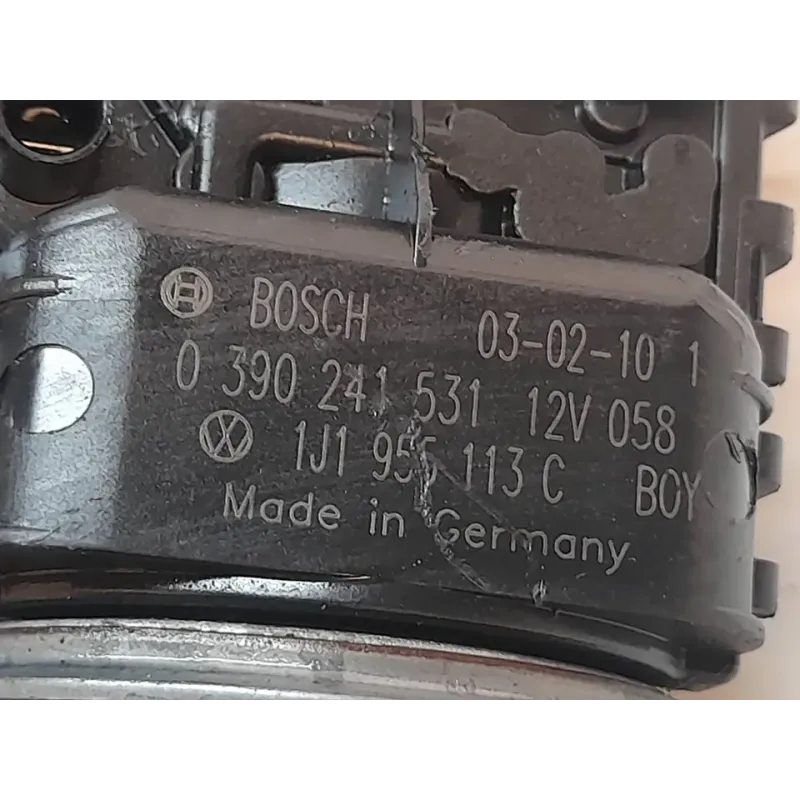 BOSCH 03-02-10 1
0 390 241 531 12V 058
1J1 955 113 C BOY
Made in Germany